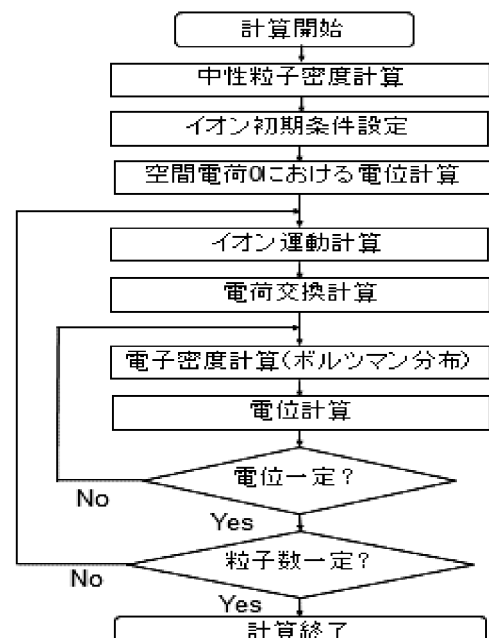 計算開始
中性粒子密度計算
イオン初期条件設定
空間電荷0における電位計算
イオン運動計算
電荷交換計算
電子密度計算(ボルツマン分布)
電位計算
電位一定?
No
Yes
粒子数一定?
No
Yes
計算終了